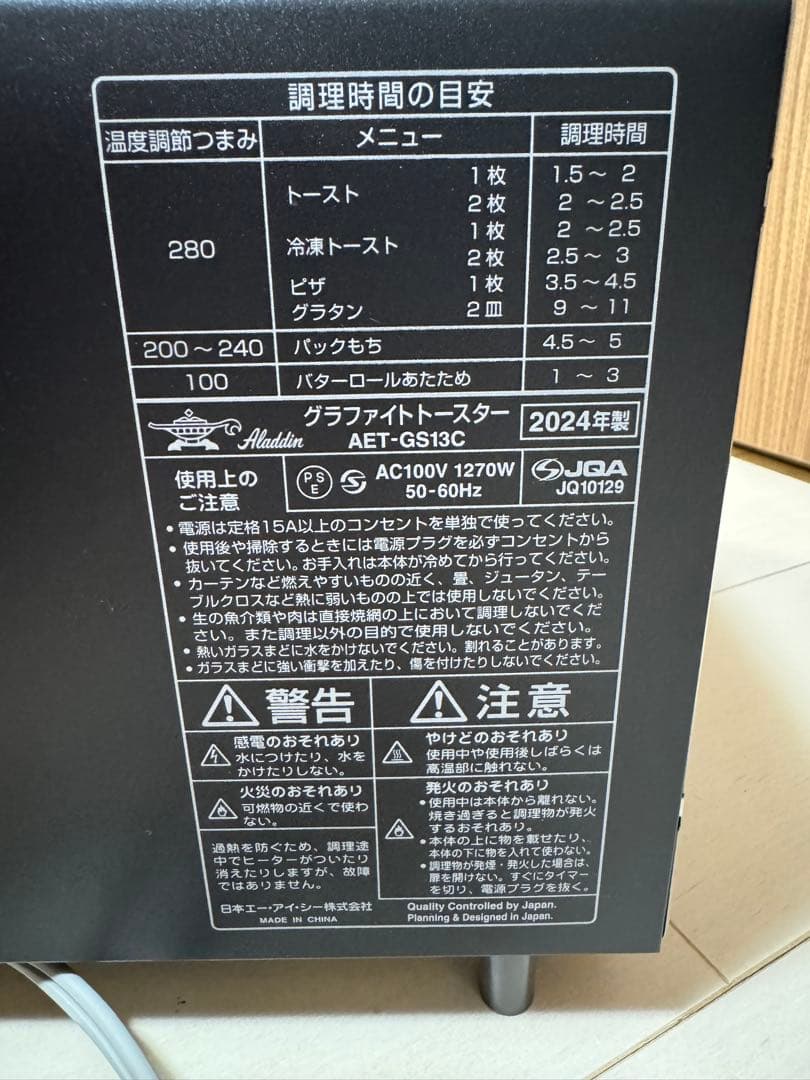 調理時間の目安
温度調節つまみ メニュー 調理時間
280
トースト 1枚 1.5～ 2
2枚 2 ～2.5
冷凍トースト 1枚 2 ～2.5
2枚 2.5～ 3
ピザ 1枚 3.5～4.5
グラタン 2皿 9 ～ 11
200～240 パックもち 4.5～ 5
100 バターロールあたため 1 ～ 3
Aladdin グラファイトトースター AET-GS13C 2024年製
使用上の
ご注意
PSE AC100V 1270W
50-60Hz
JQA
JQ10129
・電源は定格15A以上のコンセントを単独で使ってください。
・使用後や掃除するときには電源プラグを必ずコンセントから
抜いてください。お手入れは本体が冷めてから行ってください。
・カーテンなど燃えやすいものの近く、畳、ジュータン、テー
ブルクロスなど熱に弱いものの上では使用しないでください。
・生の魚介類や肉は直接焼網の上において調理しないでくだ
さい。また調理以外の目的で使用しないでください。
・熱いガラスまどに水をかけないでください。割れることがあります。
・ガラスまどに強い衝撃を加えたり、傷を付けたりしないでください。
警告
感電のおそれあり
水につけたり、水を
かけたりしない。
火災のおそれあり
可燃物の近くで使わ
ない。
過熱を防ぐため、調理途
中でヒーターがついたり
消えたりしますが、故障
ではありません。
注意
やけどのおそれあり
使用中や使用後しばらくは
高温部に触れない。
発火のおそれあり
・使用中は本体から離れない。
焼き過ぎると調理物が発火
するおそれあり。
・本体の上に物を載せたり、
本体の下に物を入れて使わない。
・調理物が発煙・発火した場合は、
扉を開けない。すぐにタイマー
を切り、電源プラグを抜く。
日本エー・アイ・シー株式会社
MADE IN CHINA
Quality Controlled by Japan.
Planning & Designed in Japan.